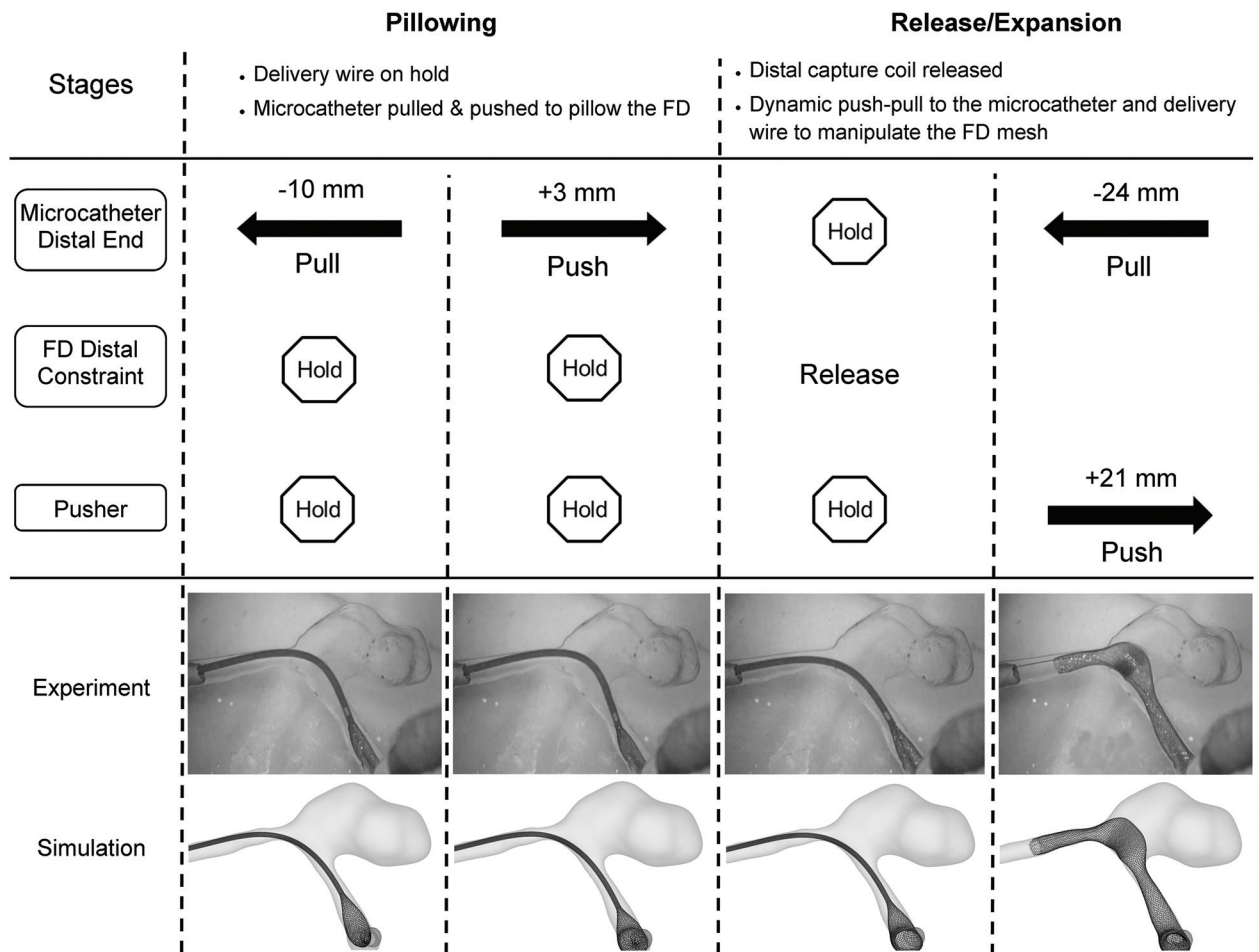 Pillowing
Release/Expansion
Stages
• Delivery wire on hold
• Microcatheter pulled & pushed to pillow the FD
• Distal capture coil released
• Dynamic push-pull to the microcatheter and delivery
wire to manipulate the FD mesh
Microcatheter
Distal End
-10 mm
Pull
+3 mm
Push
Hold
-24 mm
Pull
FD Distal
Constraint
Hold
Hold
Release
Pusher
Hold
Hold
Hold
+21 mm
Push
Experiment
Simulation